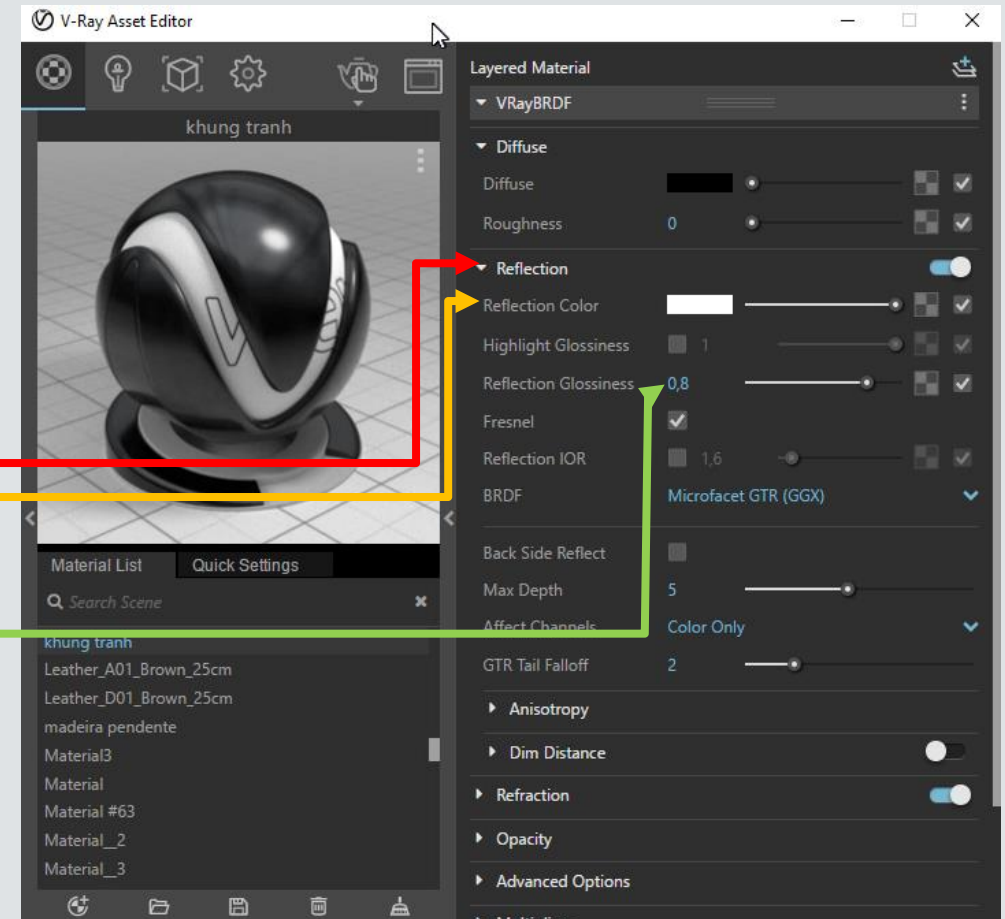 V-Ray Asset Editor
khung tranh
Material List
Quick Settings
Search Scene
khung tranh
Leather_A01_Brown_25cm
Leather_D01_Brown_25cm
madeira pendente
Material3
Material
Material #63
Material__2
Material__3
Layered Material
VRayBRDF
Diffuse
Diffuse
Roughness 0
Reflection
Reflection Color
Highlight Glossiness 1
Reflection Glossiness 0,8
Fresnel
Reflection IOR 1,6
BRDF Microfacet GTR (GGX)
Back Side Reflect
Max Depth 5
Affect Channels Color Only
GTR Tail Falloff 2
Anisotropy
Dim Distance
Refraction
Opacity
Advanced Options